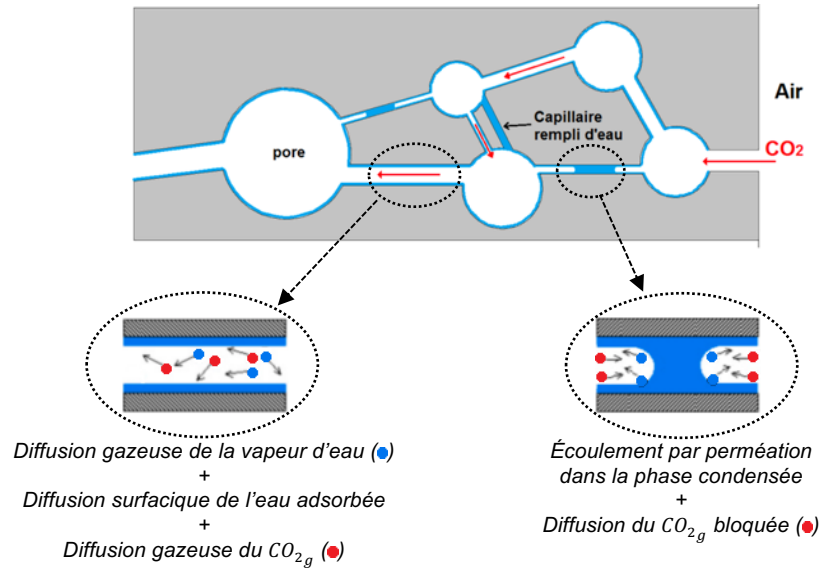 Air
Capillaire
rempli d'eau
CO2
pore
Diffusion gazeuse de la vapeur d'eau ( )
+
Diffusion surfacique de l'eau adsorbée
+
Diffusion gazeuse du CO₂g ( )
Écoulement par perméation
dans la phase condensée
+
Diffusion du CO₂g bloquée ( )